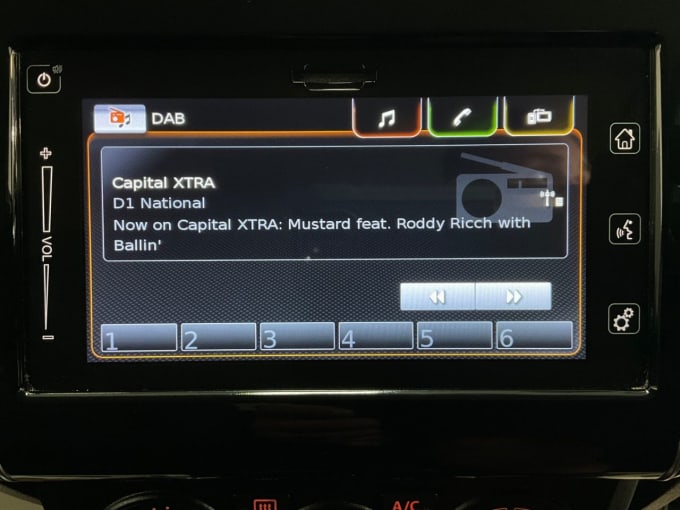 DAB
Capital XTRA
D1 National
Now on Capital XTRA: Mustard feat. Roddy Ricch with
Ballin'
VOL
1 2 3 4 5 6
A/C